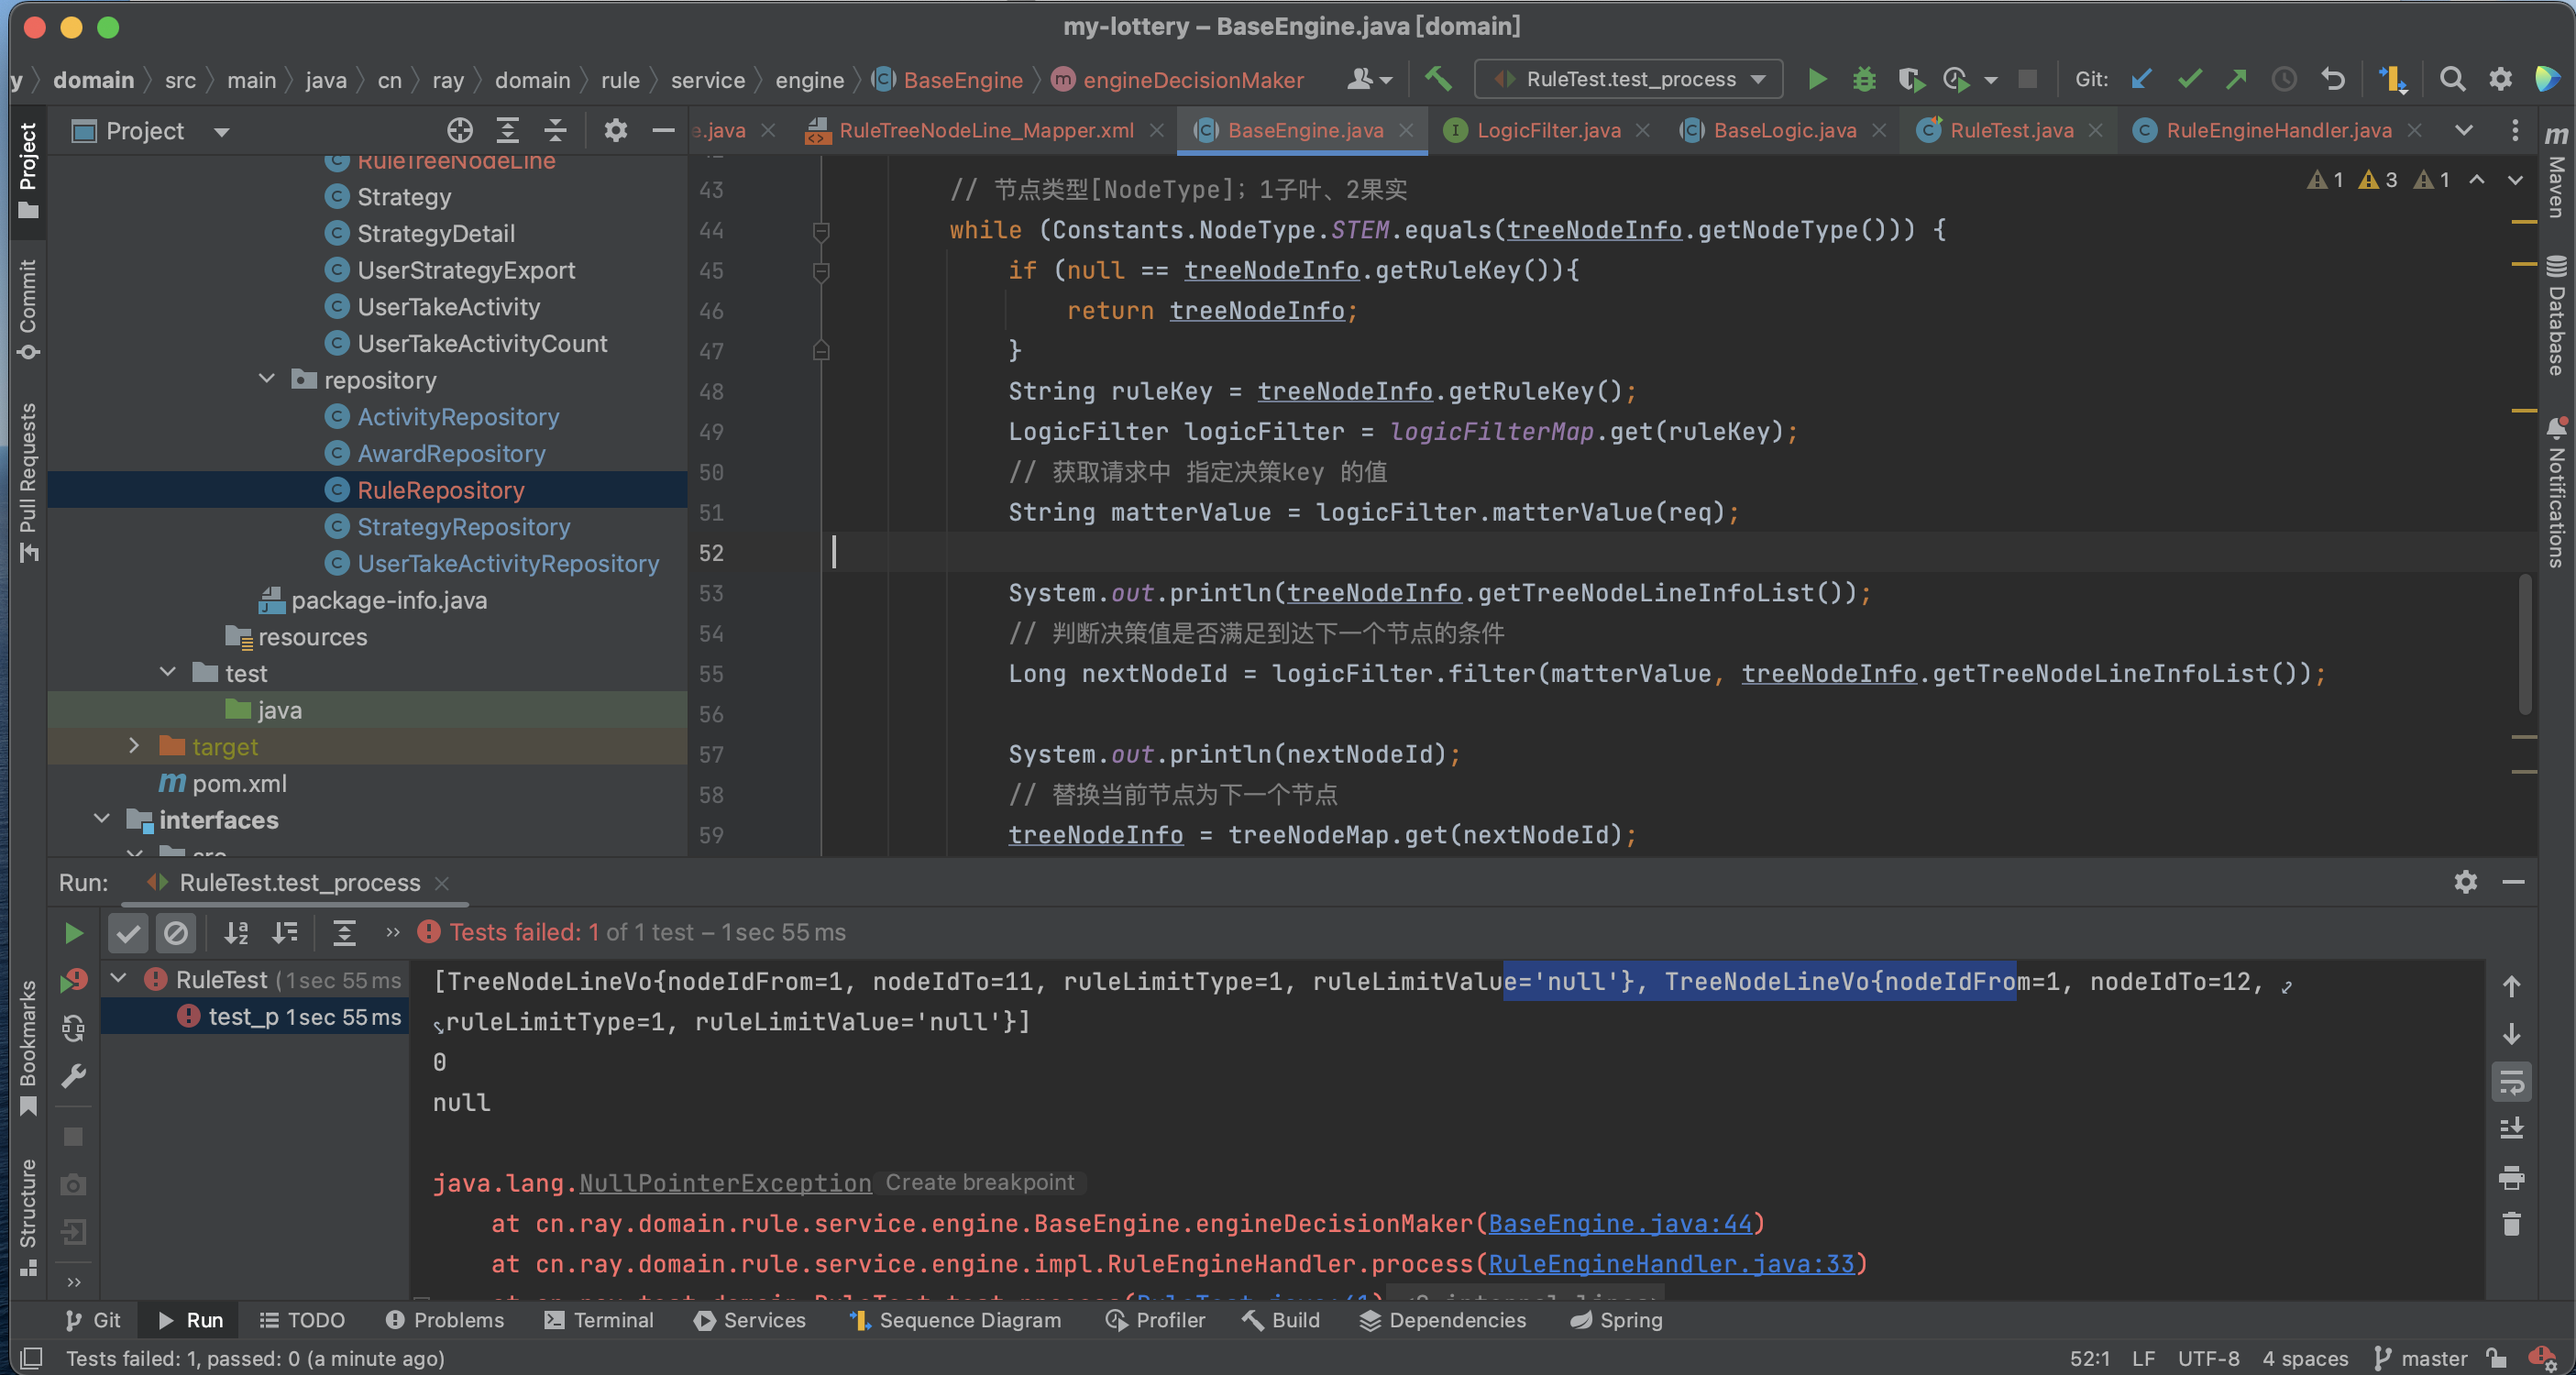 my-lottery – BaseEngine.java [domain]
y domain src main java cn ray domain rule service engine BaseEngine engineDecisionMaker RuleTest.test_process Git:
Project e.java RuleTreeNodeLine_Mapper.xml BaseEngine.java LogicFilter.java BaseLogic.java RuleTest.java RuleEngineHandler.java
Project
Commit
Pull Requests
Bookmarks
Structure
RuleTreeNodeLine
Strategy
StrategyDetail
UserStrategyExport
UserTakeActivity
UserTakeActivityCount
repository
ActivityRepository
AwardRepository
RuleRepository
StrategyRepository
UserTakeActivityRepository
package-info.java
resources
test
java
target
pom.xml
interfaces
src
1 3 1
43 // 节点类型[NodeType]；1子叶、2果实
44 while (Constants.NodeType.STEM.equals(treeNodeInfo.getNodeType())) {
45 if (null == treeNodeInfo.getRuleKey()){
46 return treeNodeInfo;
47 }
48 String ruleKey = treeNodeInfo.getRuleKey();
49 LogicFilter logicFilter = logicFilterMap.get(ruleKey);
50 // 获取请求中 指定决策key 的值
51 String matterValue = logicFilter.matterValue(req);
52
53 System.out.println(treeNodeInfo.getTreeNodeLineInfoList());
54 // 判断决策值是否满足到达下一个节点的条件
55 Long nextNodeId = logicFilter.filter(matterValue, treeNodeInfo.getTreeNodeLineInfoList());
56
57 System.out.println(nextNodeId);
58 // 替换当前节点为下一个节点
59 treeNodeInfo = treeNodeMap.get(nextNodeId);
Maven
Database
Notifications
Run: RuleTest.test_process
Tests failed: 1 of 1 test – 1 sec 55 ms
RuleTest (1 sec 55 ms
test_p 1 sec 55 ms
[TreeNodeLineVo{nodeIdFrom=1, nodeIdTo=11, ruleLimitType=1, ruleLimitValue='null'}, TreeNodeLineVo{nodeIdFrom=1, nodeIdTo=12,
ruleLimitType=1, ruleLimitValue='null'}]
0
null
java.lang.NullPointerException Create breakpoint
at cn.ray.domain.rule.service.engine.BaseEngine.engineDecisionMaker(BaseEngine.java:44)
at cn.ray.domain.rule.service.engine.impl.RuleEngineHandler.process(RuleEngineHandler.java:33)
at cn.ray.test.domain.RuleTest.test_process(RuleTest.java:61) <8 internal lines>
Git Run TODO Problems Terminal Services Sequence Diagram Profiler Build Dependencies Spring
Tests failed: 1, passed: 0 (a minute ago) 52:1 LF UTF-8 4 spaces master